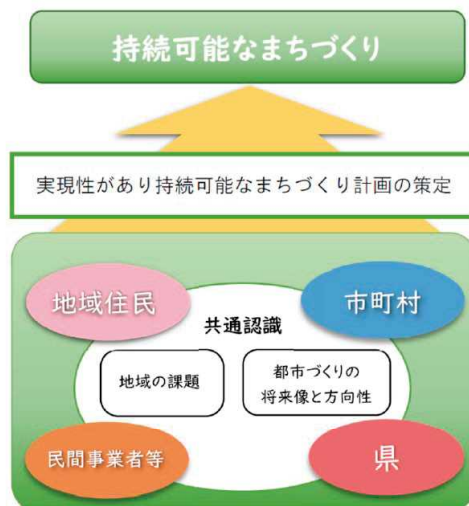 持続可能なまちづくり
実現性があり持続可能なまちづくり計画の策定
地域住民
市町村
共通認識
地域の課題
都市づくりの
将来像と方向性
民間事業者等
県